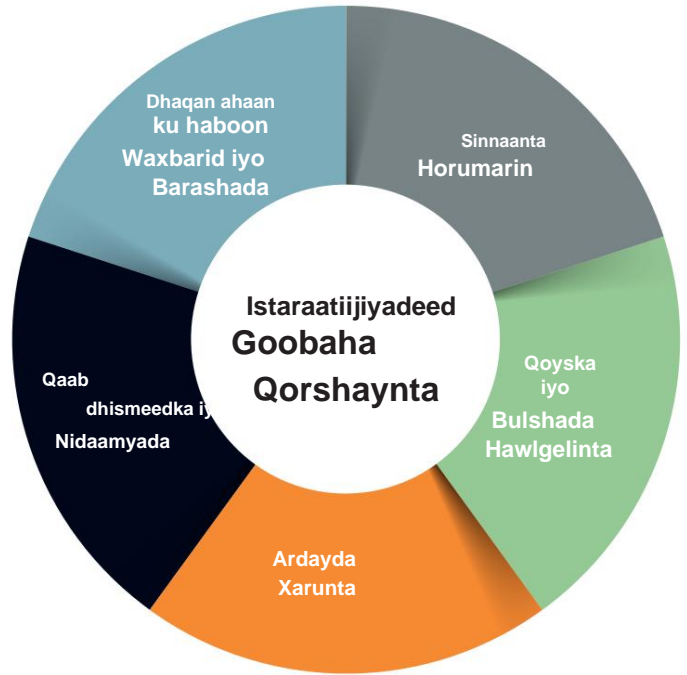 Istaraatiijiyadeed
Goobaha
Qorshaynta
Dhaqan ahaan
ku haboon
Waxbarid iyo
Barashada
Sinnaanta
Horumarin
Qoyska
iyo
Bulshada
Hawlgelinta
Ardayda
Xarunta
Qaab
dhismeedka iy
Nidaamyada